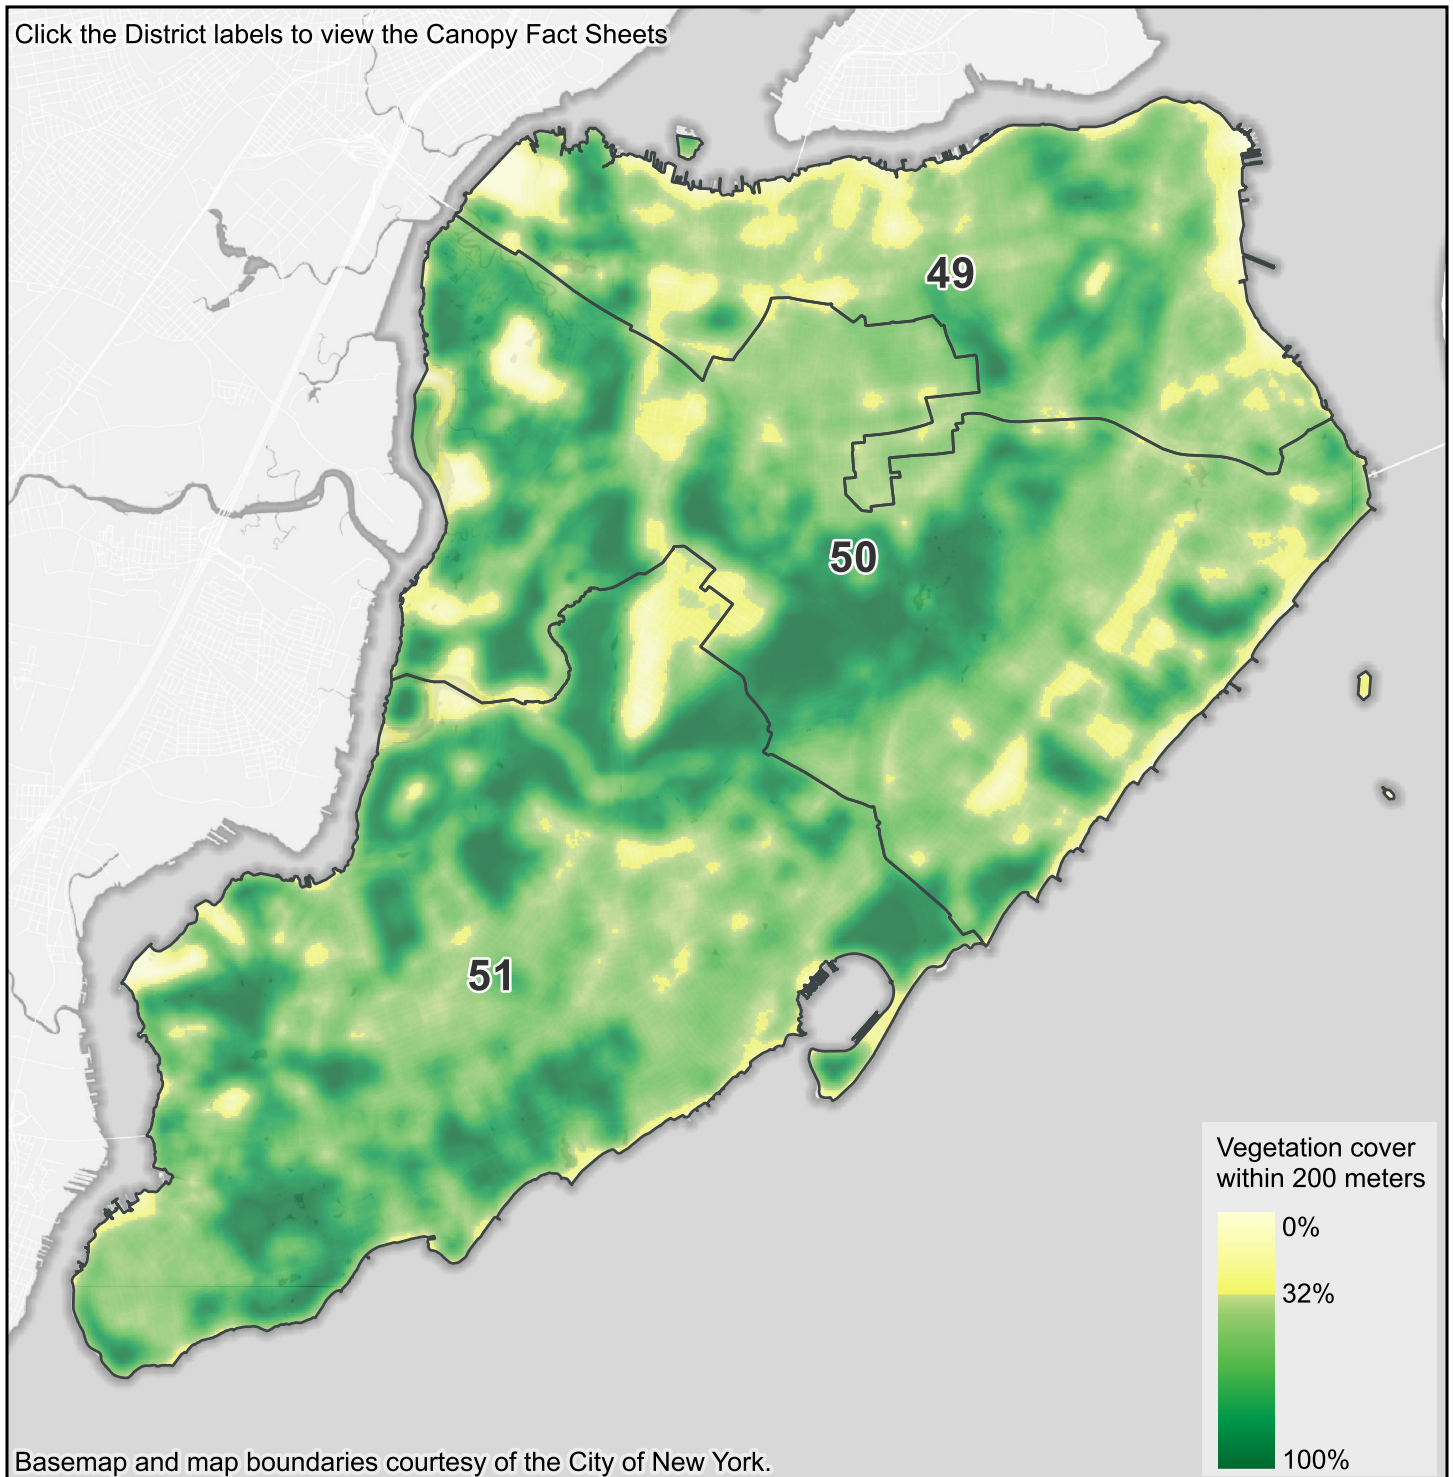 Click the District labels to view the Canopy Fact Sheets
49
50
51
Vegetation cover
within 200 meters
0%
32%
100%
Basemap and map boundaries courtesy of the City of New York.